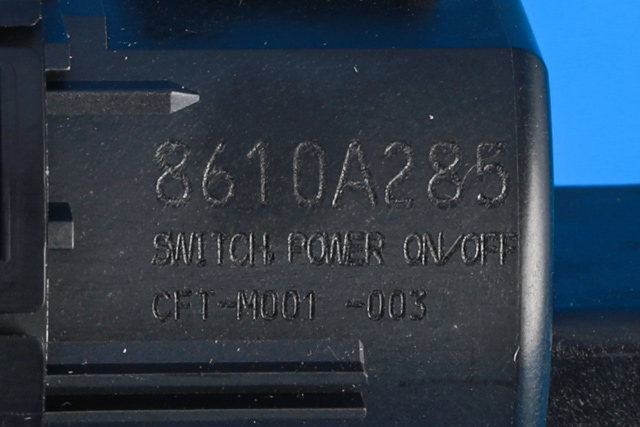 8610A285
SWITCH, POWER ON/OFF
CFT-M001 -003